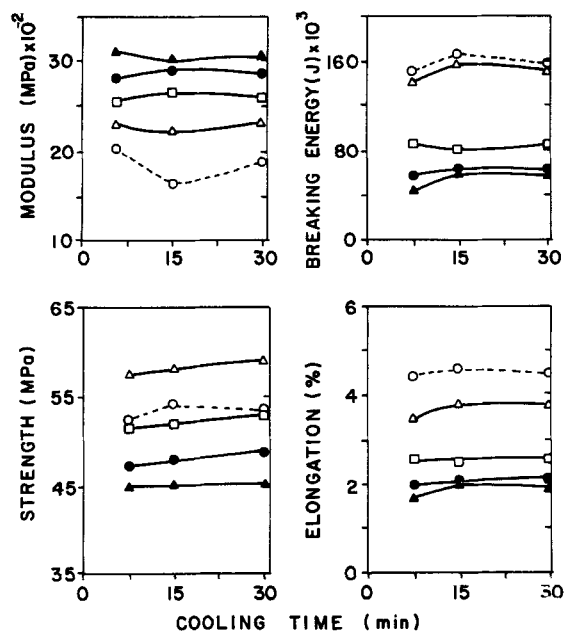 MODULUS (MPa)x10⁻²
30
20
10
0 15 30
BREAKING ENERGY(J)x10³
160
80
0
0 15 30
STRENGTH (MPa)
65
55
45
35
0 15 30
ELONGATION (%)
6
4
2
0
0 15 30
COOLING TIME (min)